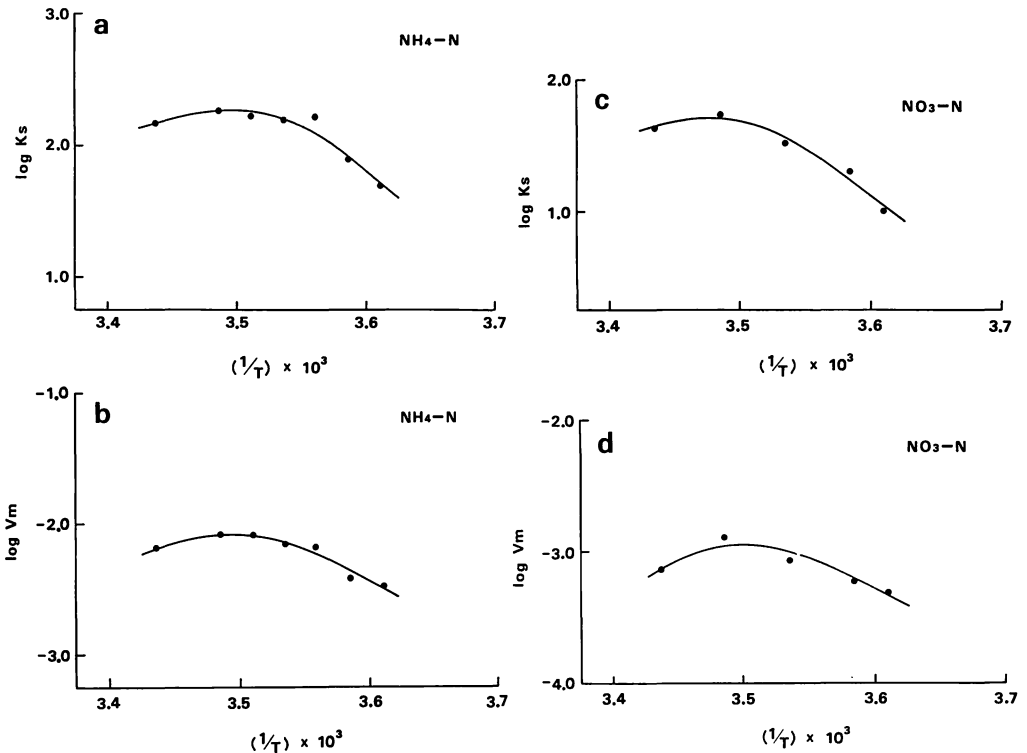 a
NH₄-N
3.0
2.0
1.0
log Ks
3.4 3.5 3.6 3.7
(1/T) × 10³
c
NO₃-N
2.0
1.0
log Ks
3.4 3.5 3.6 3.7
(1/T) × 10³
b
NH₄-N
-1.0
-2.0
-3.0
log Vm
3.4 3.5 3.6 3.7
(1/T) × 10³
d
NO₃-N
-2.0
-3.0
-4.0
log Vm
3.4 3.5 3.6 3.7
(1/T) × 10³